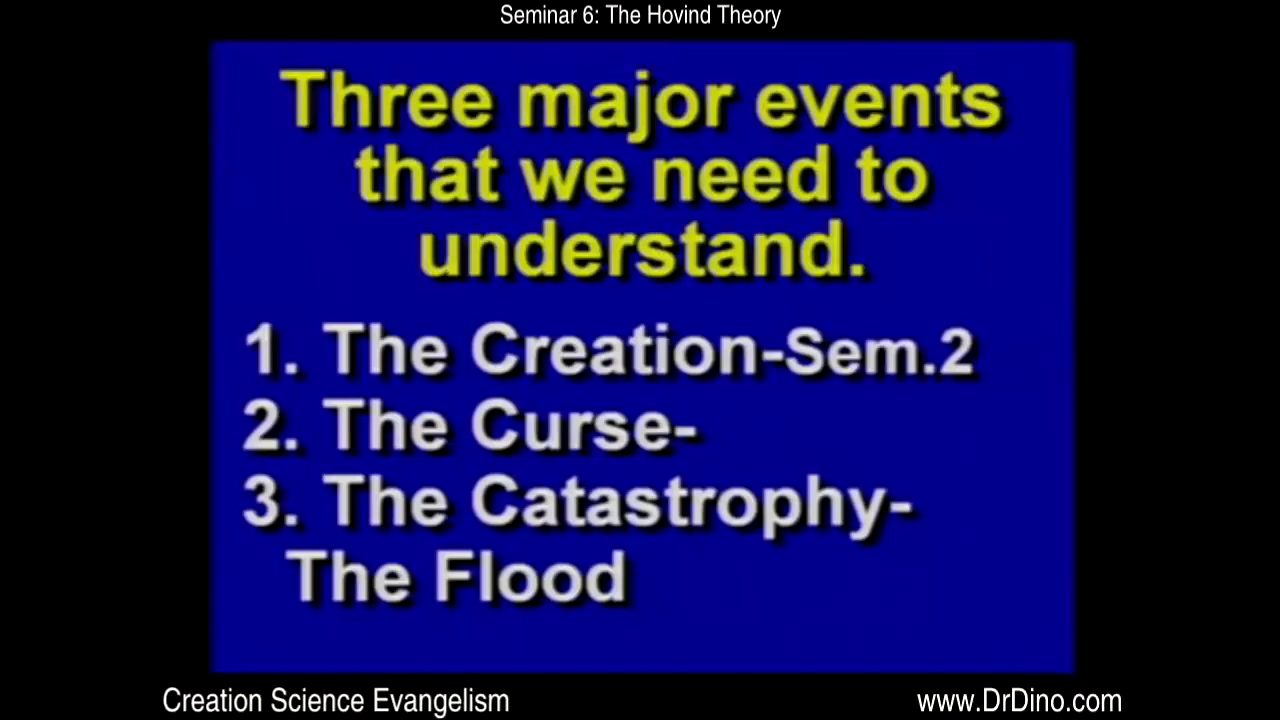 Seminar 6: The Hovind Theory
Three major events
that we need to
understand.
1. The Creation-Sem.2
2. The Curse-
3. The Catastrophy-
The Flood
Creation Science Evangelism
www.DrDino.com